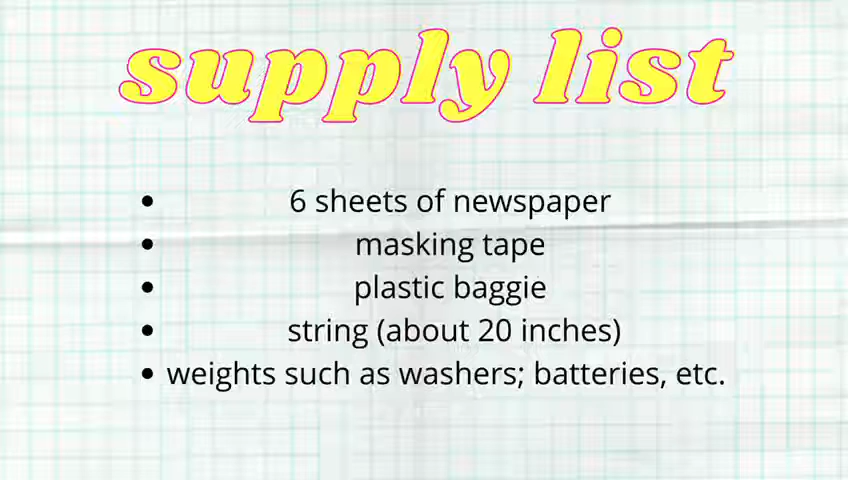 supply list
• 6 sheets of newspaper
• masking tape
• plastic baggie
• string (about 20 inches)
• weights such as washers; batteries, etc.